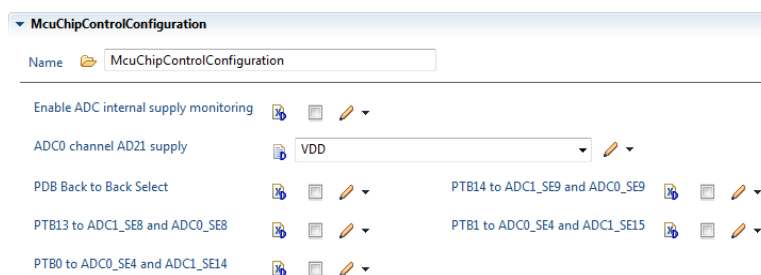 McuChipControlConfiguration
Name McuChipControlConfiguration
Enable ADC internal supply monitoring
ADC0 channel AD21 supply VDD
PDB Back to Back Select PTB14 to ADC1_SE9 and ADC0_SE9
PTB13 to ADC1_SE8 and ADC0_SE8 PTB1 to ADC0_SE4 and ADC1_SE15
PTB0 to ADC0_SE4 and ADC1_SE14